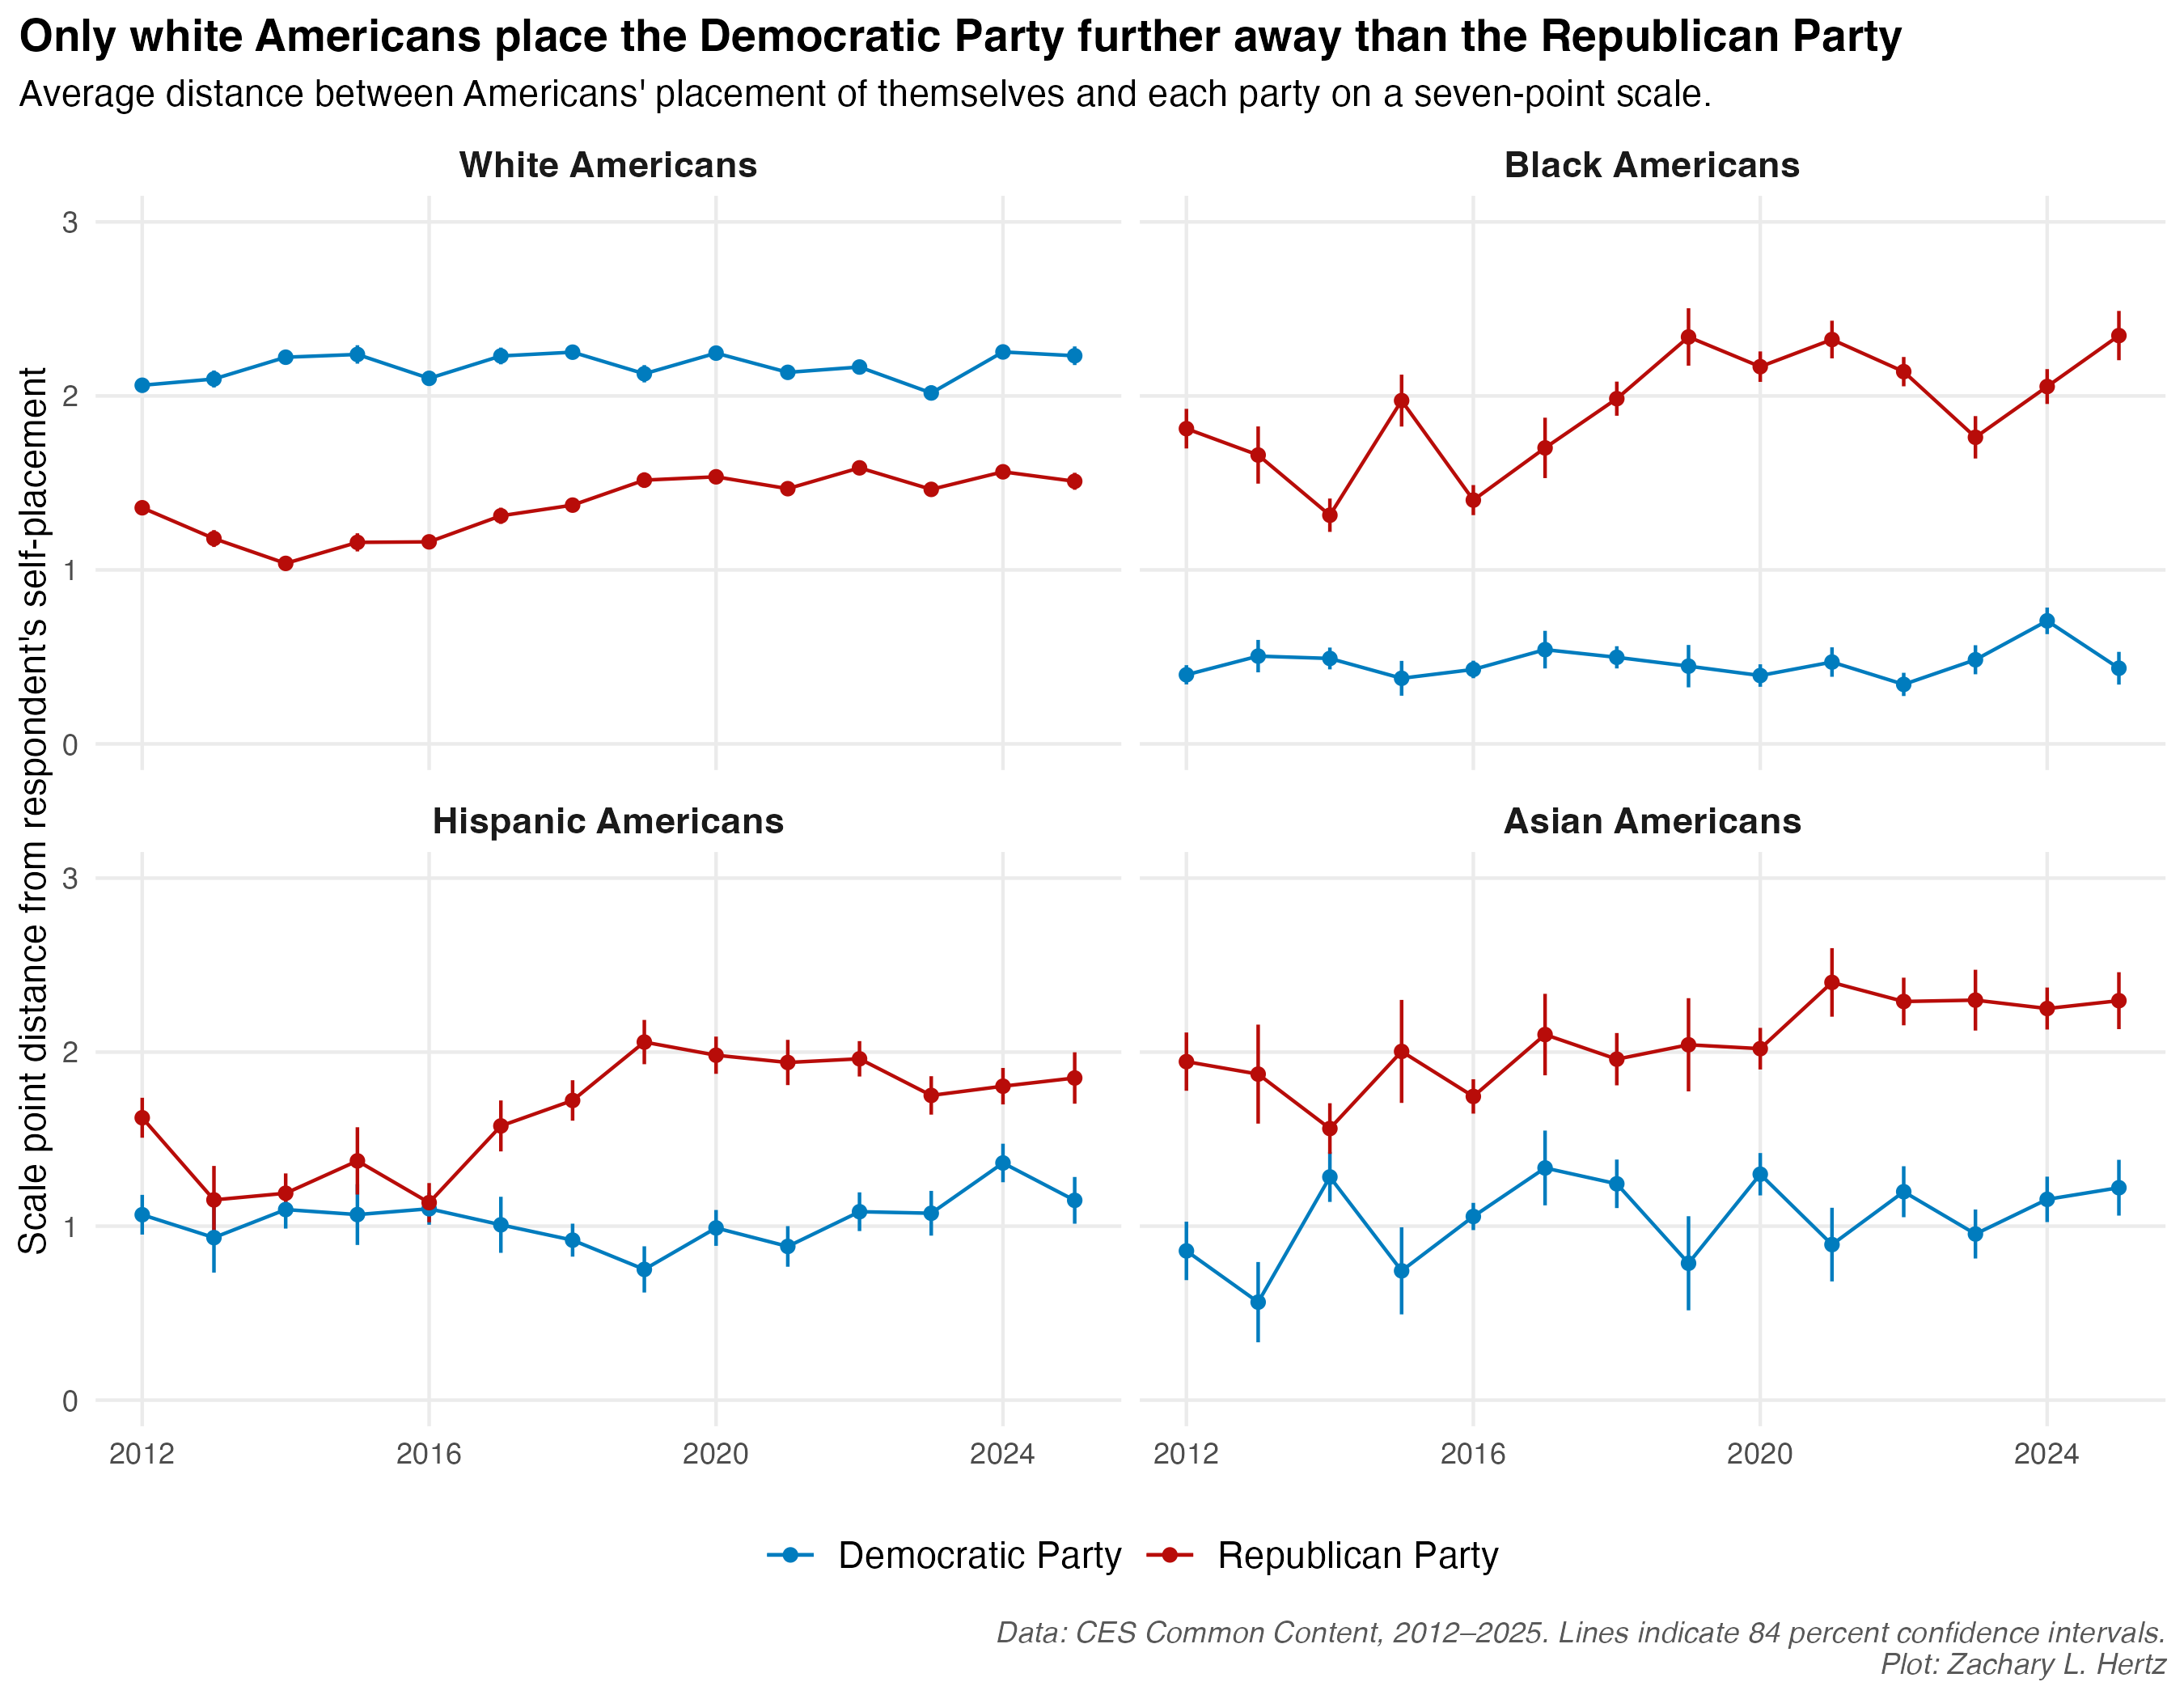 Only white Americans place the Democratic Party further away than the Republican Party
Average distance between Americans' placement of themselves and each party on a seven-point scale.
White Americans
Black Americans
Scale point distance from respondent's self-placement
3
2
1
0
Hispanic Americans
Asian Americans
3
2
1
0
2012
2016
2020
2024
2012
2016
2020
2024
Democratic Party
Republican Party
Data: CES Common Content, 2012–2025. Lines indicate 84 percent confidence intervals.
Plot: Zachary L. Hertz